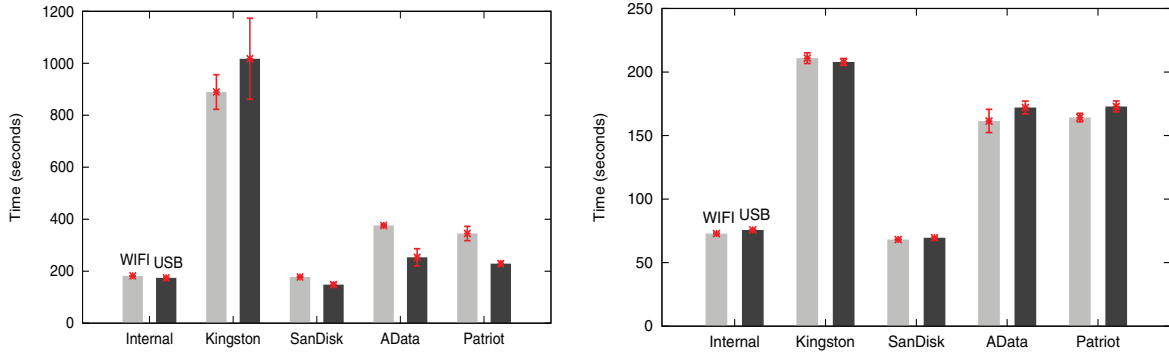 1200
1000
800
600
400
200
0
Time (seconds)
WIFI USB
Internal Kingston SanDisk AData Patriot
250
200
150
100
50
0
Time (seconds)
WIFI USB
Internal Kingston SanDisk AData Patriot